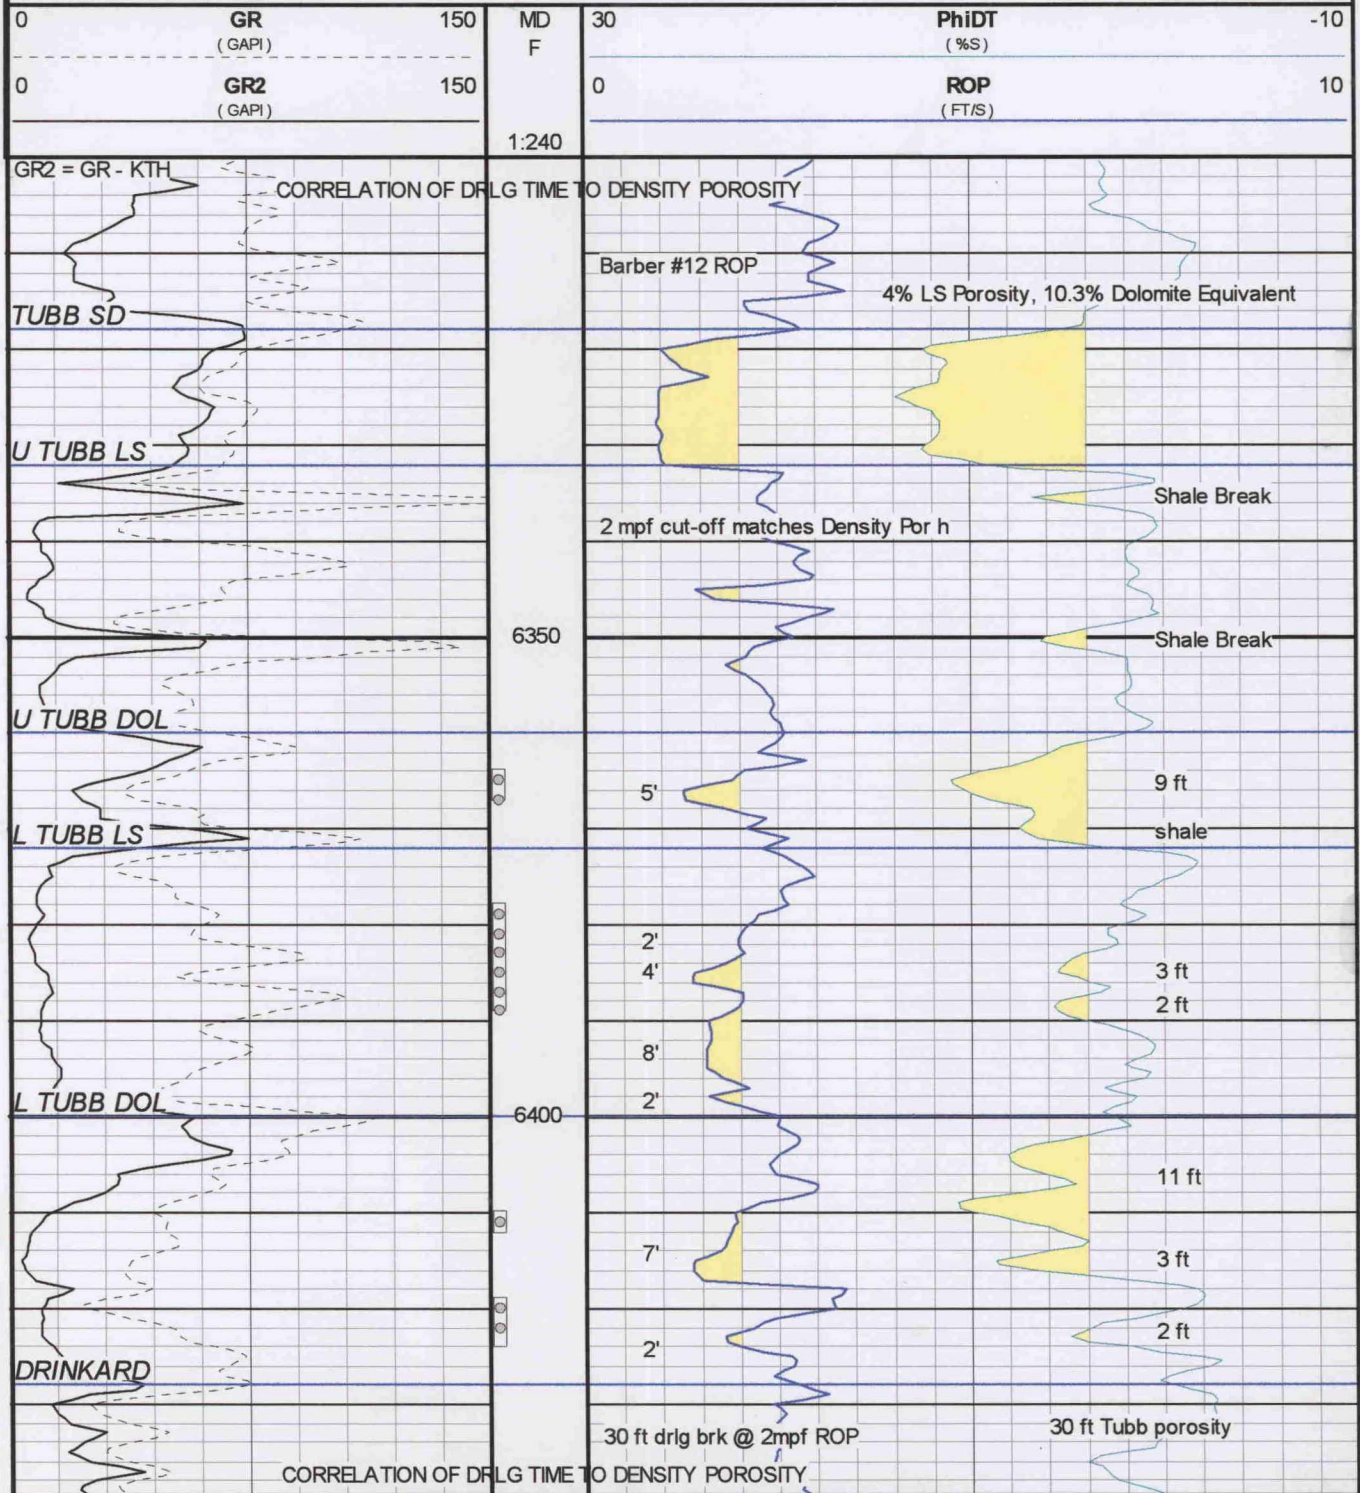 0 GR 150 MD 30 PhiDT -10
(GAPI) F (%S)
0 GR2 150 0 ROP 10
(GAPI) (FT/S)
1:240
GR2 = GR - KTH
CORRELATION OF DRLG TIME TO DENSITY POROSITY
Barber #12 ROP
4% LS Porosity, 10.3% Dolomite Equivalent
TUBB SD
U TUBB LS
Shale Break
2 mpf cut-off matches Density Por h
6350
Shale Break
U TUBB DOL
5' 9 ft
L TUBB LS shale
2'
4' 3 ft
2 ft
8'
2'
L TUBB DOL 6400
11 ft
7' 3 ft
2' 2 ft
DRINKARD
30 ft drlg brk @ 2mpf ROP 30 ft Tubb porosity
CORRELATION OF DRLG TIME TO DENSITY POROSITY